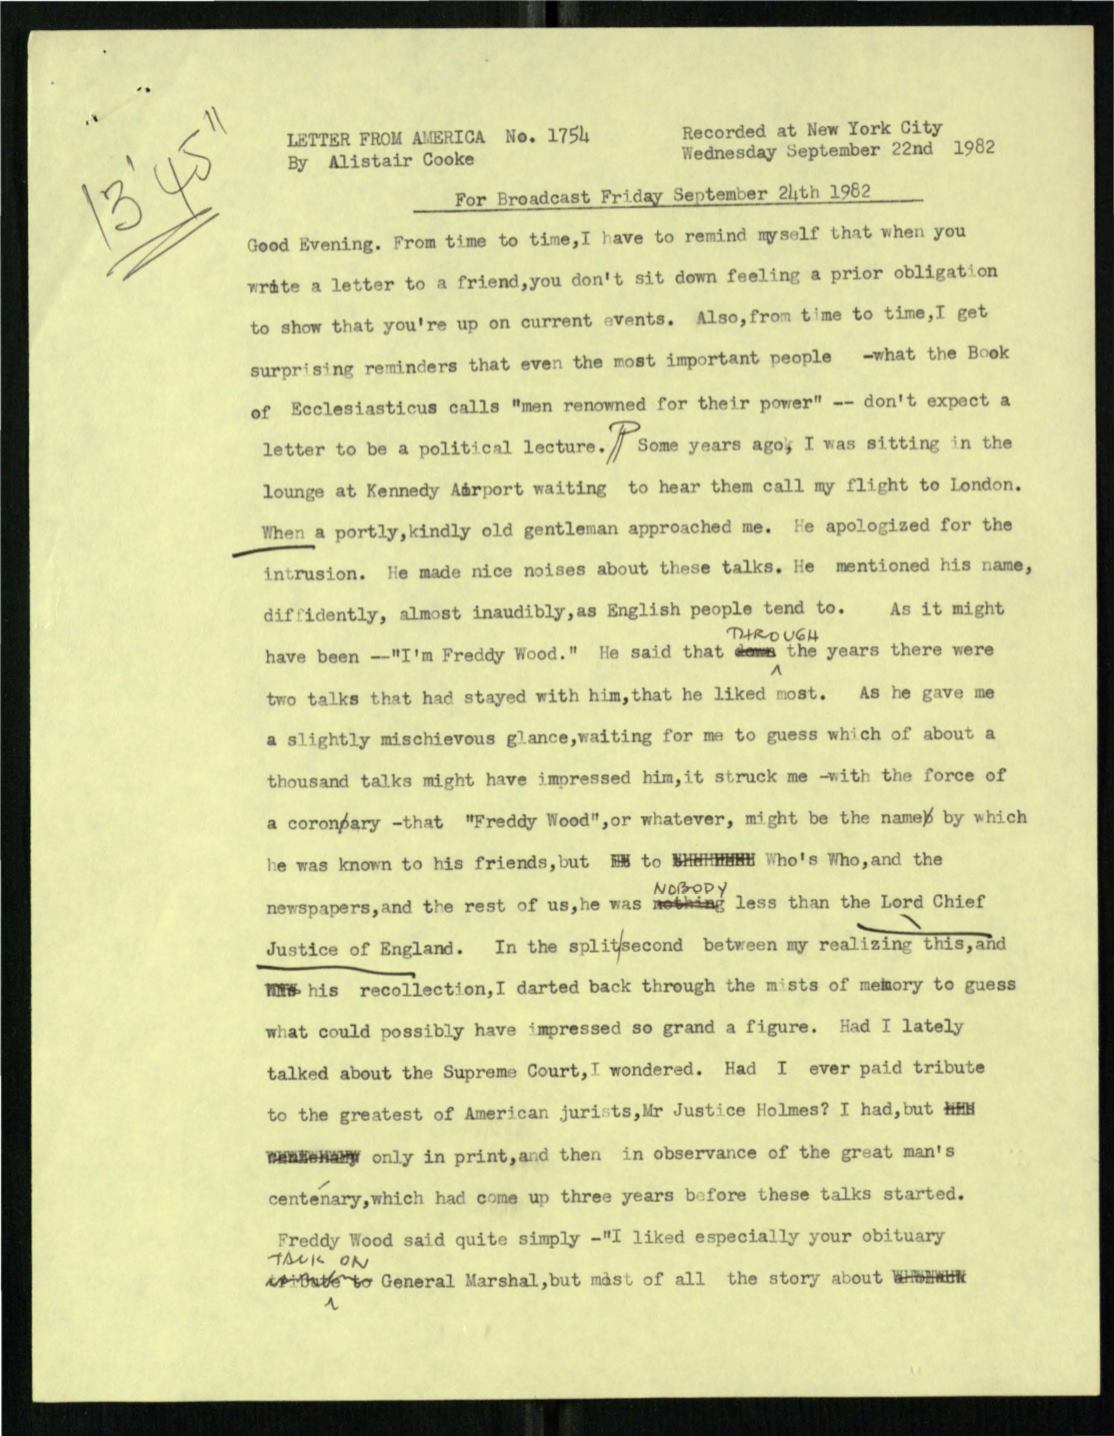 13' 45"
LETTER FROM AMERICA No. 1754
By Alistair Cooke
Recorded at New York City
Wednesday September 22nd 1982
For Broadcast Friday September 24th 1982
Good Evening. From time to time,I have to remind myself that when you
write a letter to a friend,you don't sit down feeling a prior obligation
to show that you're up on current events. Also,from time to time,I get
surprising reminders that even the most important people -what the Book
of Ecclesiasticus calls "men renowned for their power" -- don't expect a
letter to be a political lecture. Some years ago, I was sitting in the
lounge at Kennedy Airport waiting to hear them call my flight to London.
When a portly,kindly old gentleman approached me. He apologized for the
intrusion. He made nice noises about these talks. He mentioned his name,
diffidently, almost inaudibly,as English people tend to. As it might
THROUGH
have been --"I'm Freddy Wood." He said that down the years there were
two talks that had stayed with him,that he liked most. As he gave me
a slightly mischievous glance,waiting for me to guess which of about a
thousand talks might have impressed him,it struck me -with the force of
a coronary -that "Freddy Wood",or whatever, might be the name by which
he was known to his friends,but to Who's Who,and the
NOBODY
newspapers,and the rest of us,he was nothing less than the Lord Chief
Justice of England. In the split/second between my realizing this,and
his recollection,I darted back through the mists of memory to guess
what could possibly have impressed so grand a figure. Had I lately
talked about the Supreme Court,I wondered. Had I ever paid tribute
to the greatest of American jurists,Mr Justice Holmes? I had,but
only in print,and then in observance of the great man's
centenary,which had come up three years before these talks started.
Freddy Wood said quite simply -"I liked especially your obituary
TALK ON
tribute to General Marshal,but most of all the story about